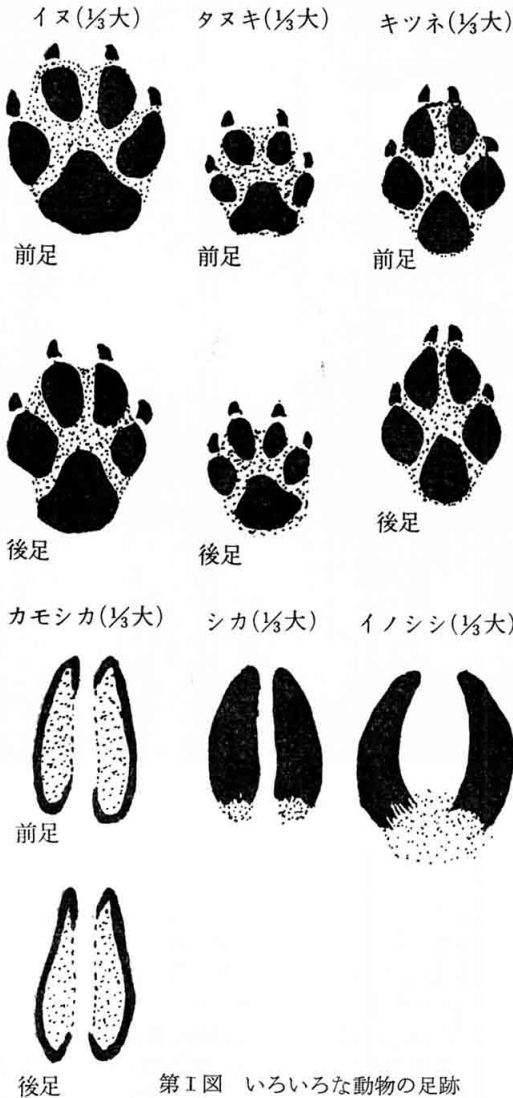 イヌ(⅓大) タヌキ(⅓大) キツネ(⅓大)
前足 前足 前足
後足 後足 後足
カモシカ(⅓大) シカ(⅓大) イノシシ(⅓大)
前足
後足
第Ⅰ図 いろいろな動物の足跡